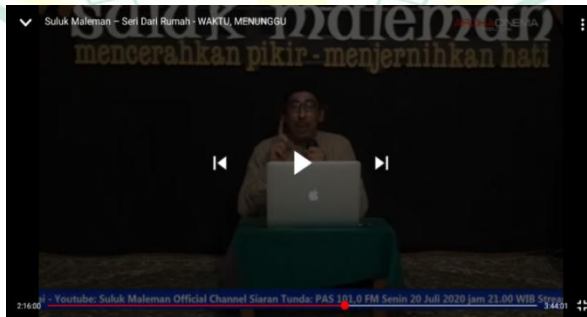 Suluk Maleman – Seri Dari Rumah - WAKTU, MENUNGGU
suluk maleman
CINEMA
mencerahkan pikir - menjernihkan hati
i - Youtube: Suluk Maleman Official Channel Siaran Tunda: PAS 101,0 FM Senin 20 Juli 2020 jam 21.00 WIB Strea
2:16:00
3:44:01